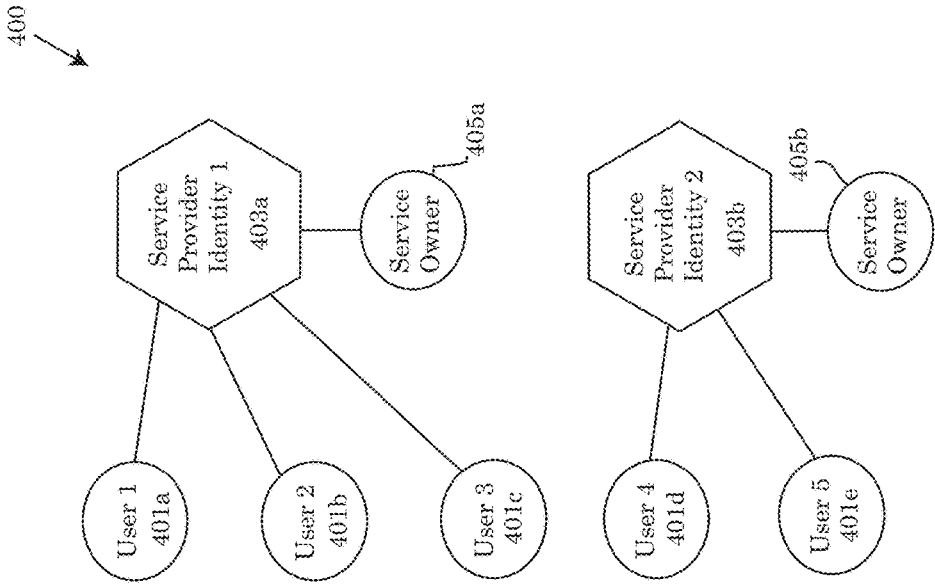 400
User 1
401a
User 2
401b
User 3
401c
User 4
401d
User 5
401e
Service
Provider
Identity 1
403a
Service
Owner
405a
Service
Provider
Identity 2
403b
Service
Owner
405b